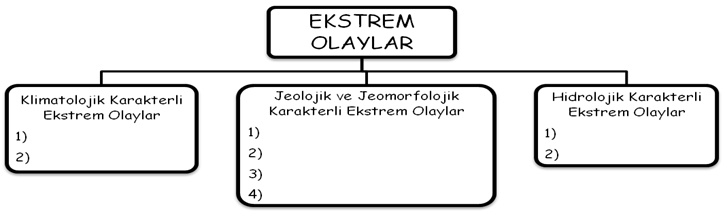 EKSTREM
OLAYLAR
Klimatolojik Karakterli
Ekstrem Olaylar
1)
2)
Jeolojik ve Jeomorfolojik
Karakterli Ekstrem Olaylar
1)
2)
3)
4)
Hidrolojik Karakterli
Ekstrem Olaylar
1)
2)